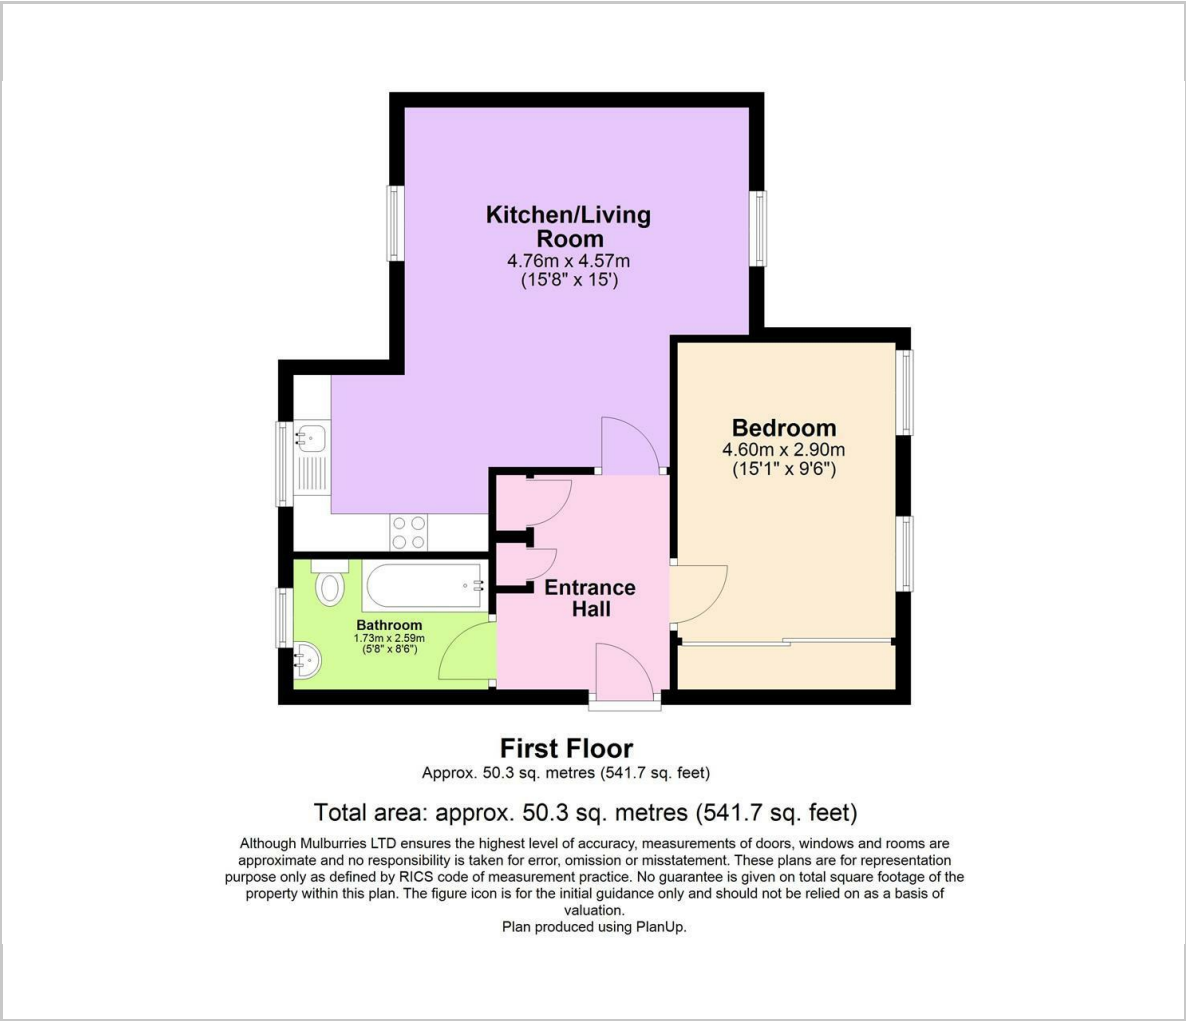 Kitchen/Living
Room
4.76m x 4.57m
(15'8" x 15')
Bedroom
4.60m x 2.90m
(15'1" x 9'6")
Entrance
Hall
Bathroom
1.73m x 2.59m
(5'8" x 8'6")
First Floor
Approx. 50.3 sq. metres (541.7 sq. feet)
Total area: approx. 50.3 sq. metres (541.7 sq. feet)
Although Mulburries LTD ensures the highest level of accuracy, measurements of doors, windows and rooms are
approximate and no responsibility is taken for error, omission or misstatement. These plans are for representation
purpose only as defined by RICS code of measurement practice. No guarantee is given on total square footage of the
property within this plan. The figure icon is for the initial guidance only and should not be relied on as a basis of
valuation.
Plan produced using PlanUp.